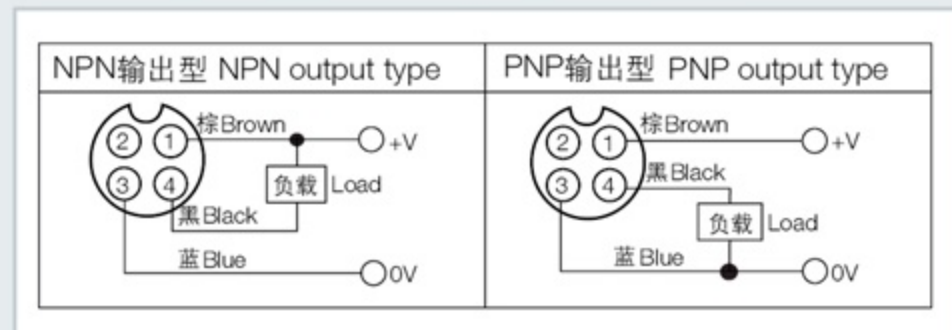 NPN输出型 NPN output type
PNP输出型 PNP output type
棕Brown
2 1
+V
3 4
负载 Load
黑Black
蓝Blue
0V
棕Brown
2 1
+V
黑Black
3 4
负载 Load
蓝Blue
0V